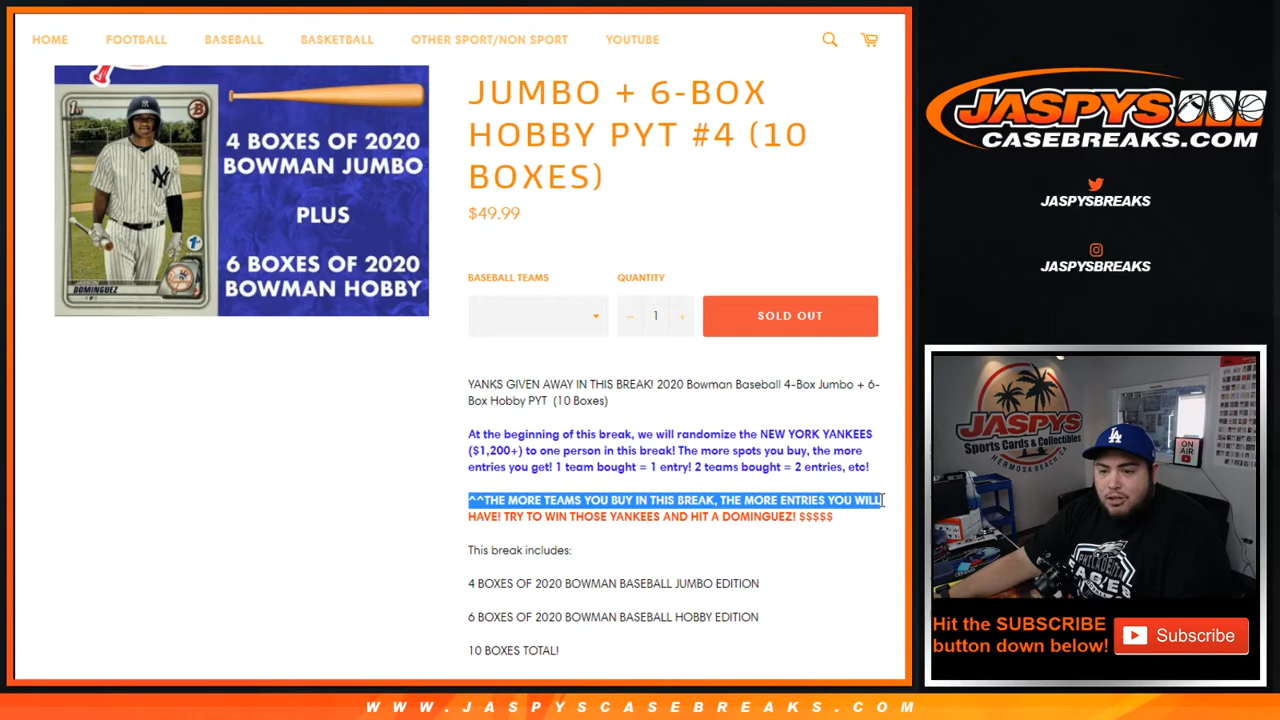 HOME FOOTBALL BASEBALL BASKETBALL OTHER SPORT/NON SPORT YOUTUBE
1st
B
4 BOXES OF 2020
BOWMAN JUMBO
PLUS
6 BOXES OF 2020
BOWMAN HOBBY
DOMINGUEZ
JUMBO + 6-BOX
HOBBY PYT #4 (10
BOXES)
$49.99
BASEBALL TEAMS QUANTITY
− 1 + SOLD OUT
YANKS GIVEN AWAY IN THIS BREAK! 2020 Bowman Baseball 4-Box Jumbo + 6-
Box Hobby PYT (10 Boxes)
At the beginning of this break, we will randomize the NEW YORK YANKEES
($1,200+) to one person in this break! The more spots you buy, the more
entries you get! 1 team bought = 1 entry! 2 teams bought = 2 entries, etc!
^^THE MORE TEAMS YOU BUY IN THIS BREAK, THE MORE ENTRIES YOU WILL
HAVE! TRY TO WIN THOSE YANKEES AND HIT A DOMINGUEZ! $$$$$
This break includes:
4 BOXES OF 2020 BOWMAN BASEBALL JUMBO EDITION
6 BOXES OF 2020 BOWMAN BASEBALL HOBBY EDITION
10 BOXES TOTAL!
JASPYS
CASEBREAKS.COM
JASPYSBREAKS
JASPYSBREAKS
JASPYS
Sports Cards & Collectibles
HERMOSA BEACH,
ON
AIR
LA
PHILADELPHIA
EAGLES
Hit the SUBSCRIBE
button down below!
Subscribe
WWW.JASPYSCASEBREAKS.COM